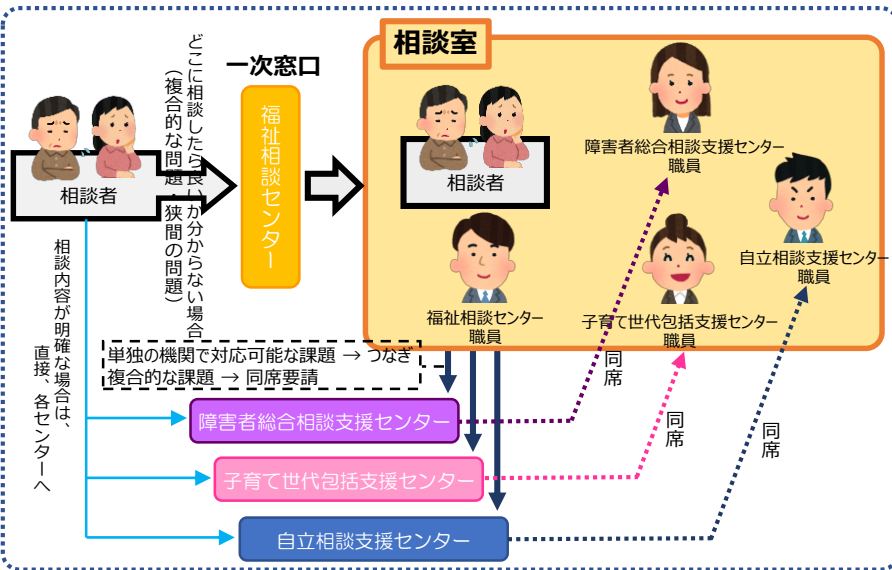 どこに相談したら良いか分からない場合
（複合的な問題・狭間の問題）
一次窓口
福祉相談センター
相談室
相談者
相談者
障害者総合相談支援センター
職員
自立相談支援センター
職員
福祉相談センター
職員
子育て世代包括支援センター
職員
相談内容が明確な場合は、
直接、各センターへ
単独の機関で対応可能な課題 → つなぎ
複合的な課題 → 同席要請
同席
同席
同席
障害者総合相談支援センター
子育て世代包括支援センター
自立相談支援センター